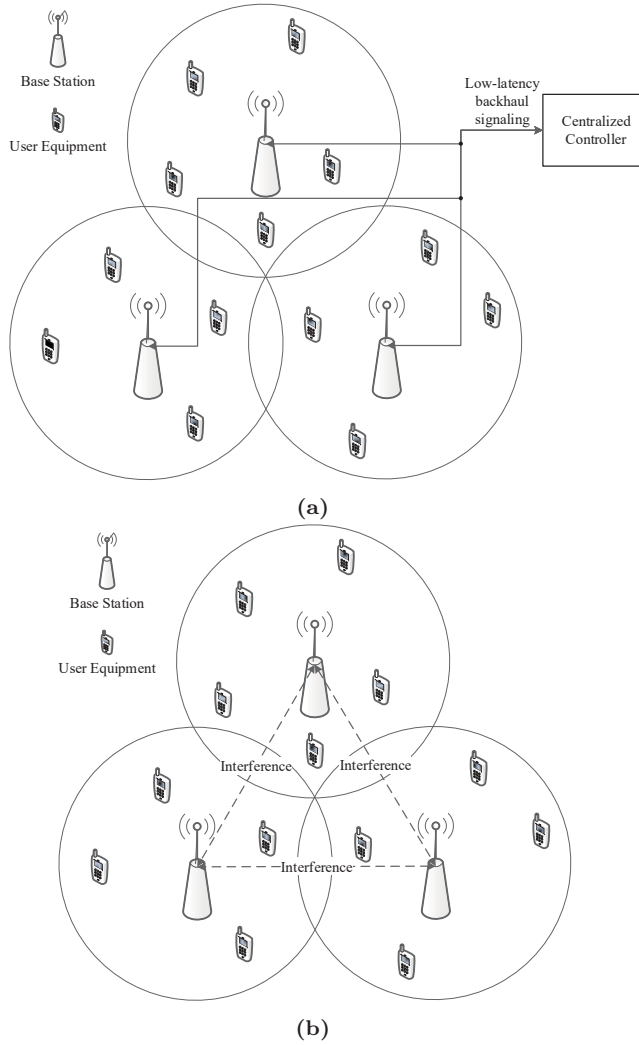 Base Station
User Equipment
Low-latency
backhaul
signaling
Centralized
Controller
(a)
Base Station
User Equipment
Interference
Interference
Interference
(b)